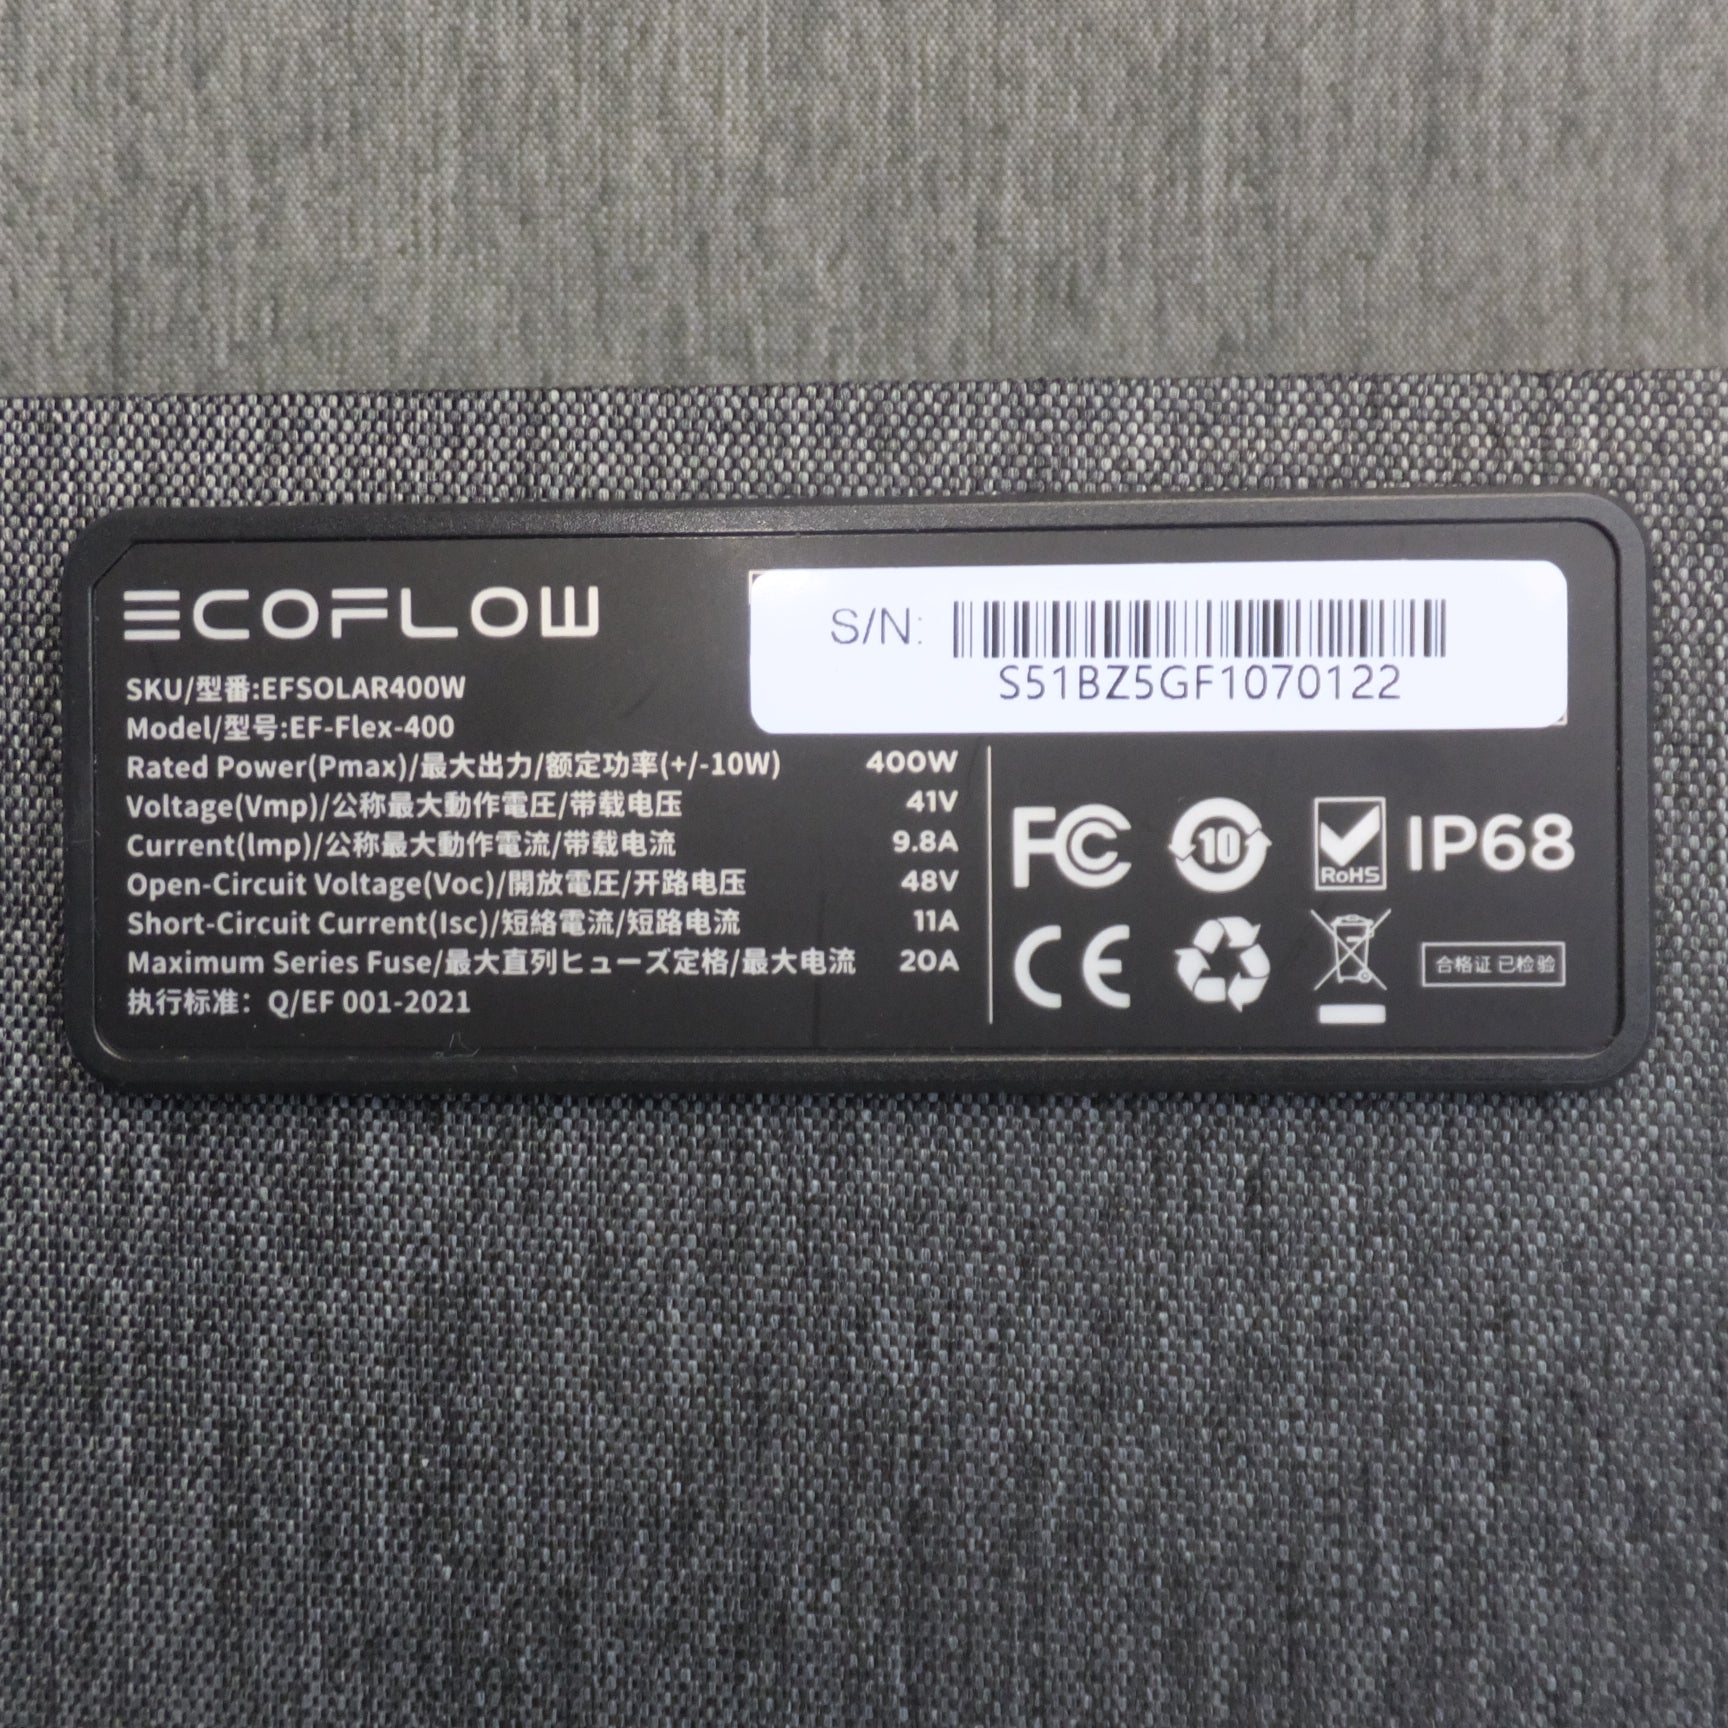 ECOFLOW
S/N:
S51BZ5GF1070122
SKU/型番:EFSOLAR400W
Model/型号:EF-Flex-400
Rated Power(Pmax)/最大出力/额定功率(+/-10W) 400W
Voltage(Vmp)/公称最大動作電圧/带载电压 41V
Current(lmp)/公称最大動作電流/带载电流 9.8A
Open-Circuit Voltage(Voc)/開放電圧/开路电压 48V
Short-Circuit Current(Isc)/短絡電流/短路电流 11A
Maximum Series Fuse/最大直列ヒューズ定格/最大电流 20A
执行标准：Q/EF 001-2021
FC 10 RoHS IP68
CE 合格证 已检验